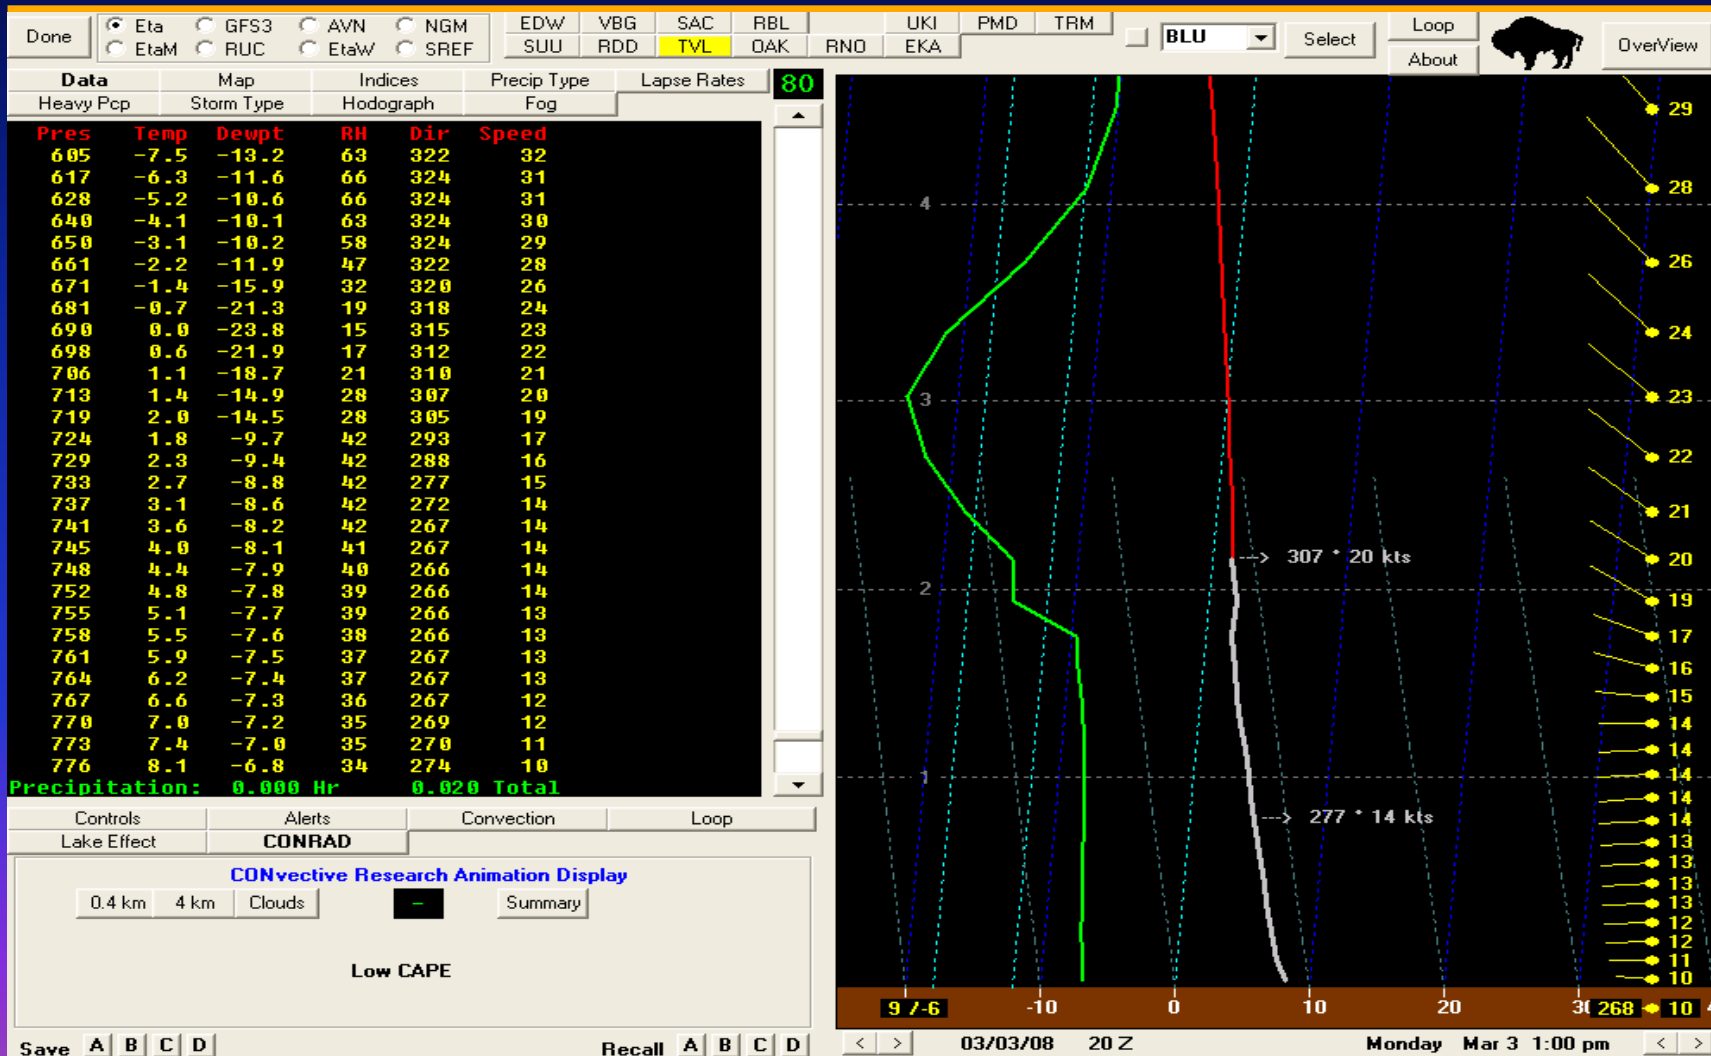 Done
Eta GFS3 AVN NGM
EtaM RUC EtaW SREF
EDW VBG SAC RBL UKI PMD TRM
SUU RDD TVL OAK RNO EKA
BLU
Select
Loop
About
OverView
Data Map Indices Precip Type Lapse Rates
Heavy Pcp Storm Type Hodograph Fog
80
Pres Temp Dewpt RH Dir Speed
605 -7.5 -13.2 63 322 32
617 -6.3 -11.6 66 324 31
628 -5.2 -10.6 66 324 31
640 -4.1 -10.1 63 324 30
650 -3.1 -10.2 58 324 29
661 -2.2 -11.9 47 322 28
671 -1.4 -15.9 32 320 26
681 -0.7 -21.3 19 318 24
690 0.0 -23.8 15 315 23
698 0.6 -21.9 17 312 22
706 1.1 -18.7 21 310 21
713 1.4 -14.9 28 307 20
719 2.0 -14.5 28 305 19
724 1.8 -9.7 42 293 17
729 2.3 -9.4 42 288 16
733 2.7 -8.8 42 277 15
737 3.1 -8.6 42 272 14
741 3.6 -8.2 42 267 14
745 4.0 -8.1 41 267 14
748 4.4 -7.9 40 266 14
752 4.8 -7.8 39 266 14
755 5.1 -7.7 39 266 13
758 5.5 -7.6 38 266 13
761 5.9 -7.5 37 267 13
764 6.2 -7.4 37 267 13
767 6.6 -7.3 36 267 12
770 7.0 -7.2 35 269 12
773 7.4 -7.0 35 270 11
776 8.1 -6.8 34 274 10
Precipitation: 0.000 Hr 0.020 Total
Controls Alerts Convection Loop
Lake Effect CONRAD
CONvective Research Animation Display
0.4 km 4 km Clouds - Summary
Low CAPE
Save A B C D
Recall A B C D
4
3
2
1
---> 307 * 20 kts
---> 277 * 14 kts
29
28
26
24
23
22
21
20
19
17
16
15
14
14
14
14
14
13
13
13
13
12
12
11
10
9 /-6 -10 0 10 20 268 10
< > 03/03/08 20 Z Monday Mar 3 1:00 pm < >